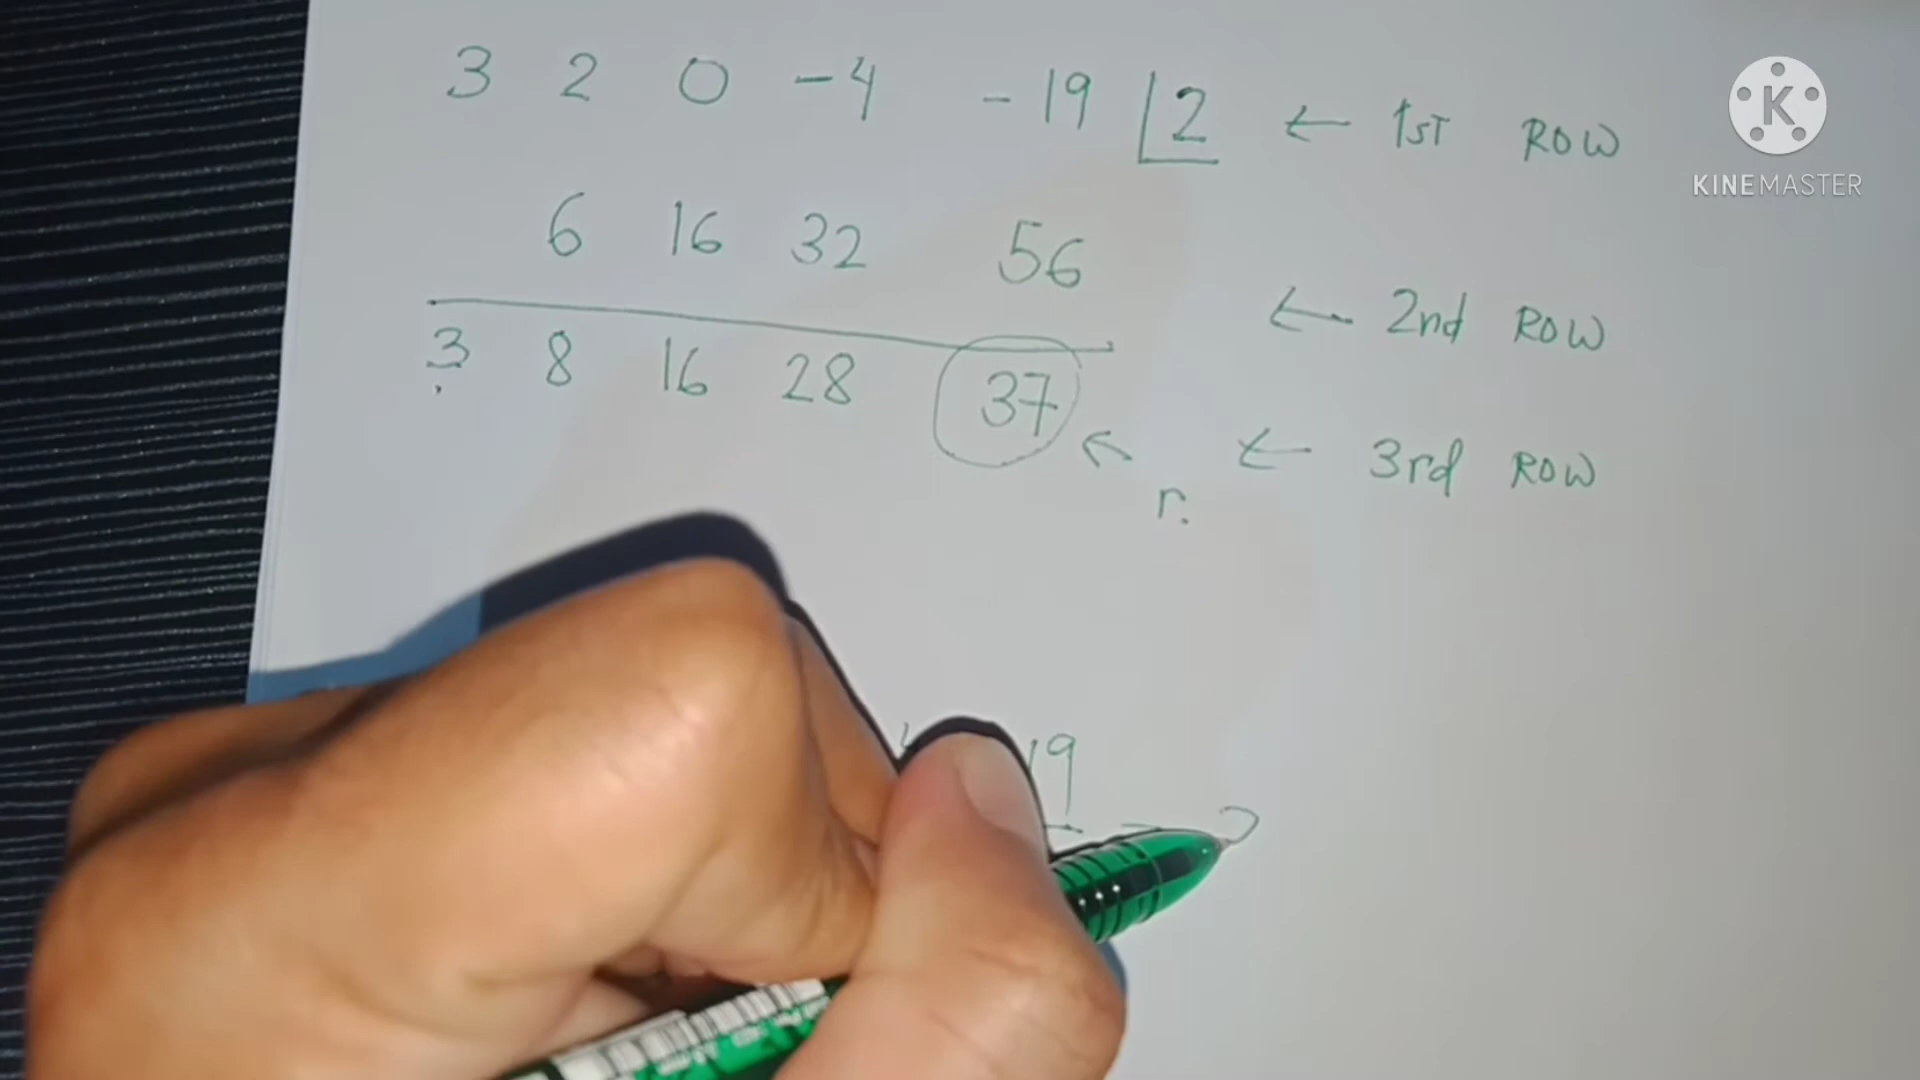 3 2 0 -4 -19 2 ← 1st ROW
KINEMASTER
6 16 32 56 ← 2nd ROW
3 8 16 28 37 ← 3rd ROW
r.
19